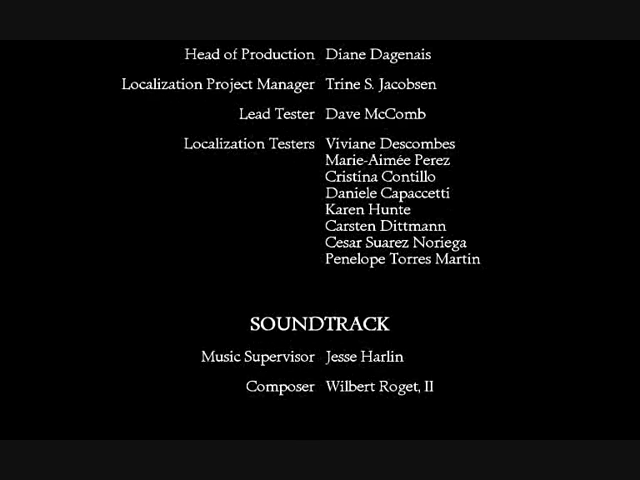 Head of Production Diane Dagenais
Localization Project Manager Trine S. Jacobsen
Lead Tester Dave McComb
Localization Testers Viviane Descombes
Marie-Aimée Perez
Cristina Contillo
Daniele Capaccetti
Karen Hunte
Carsten Dittmann
Cesar Suarez Noriega
Penelope Torres Martin
SOUNDTRACK
Music Supervisor Jesse Harlin
Composer Wilbert Roget, II